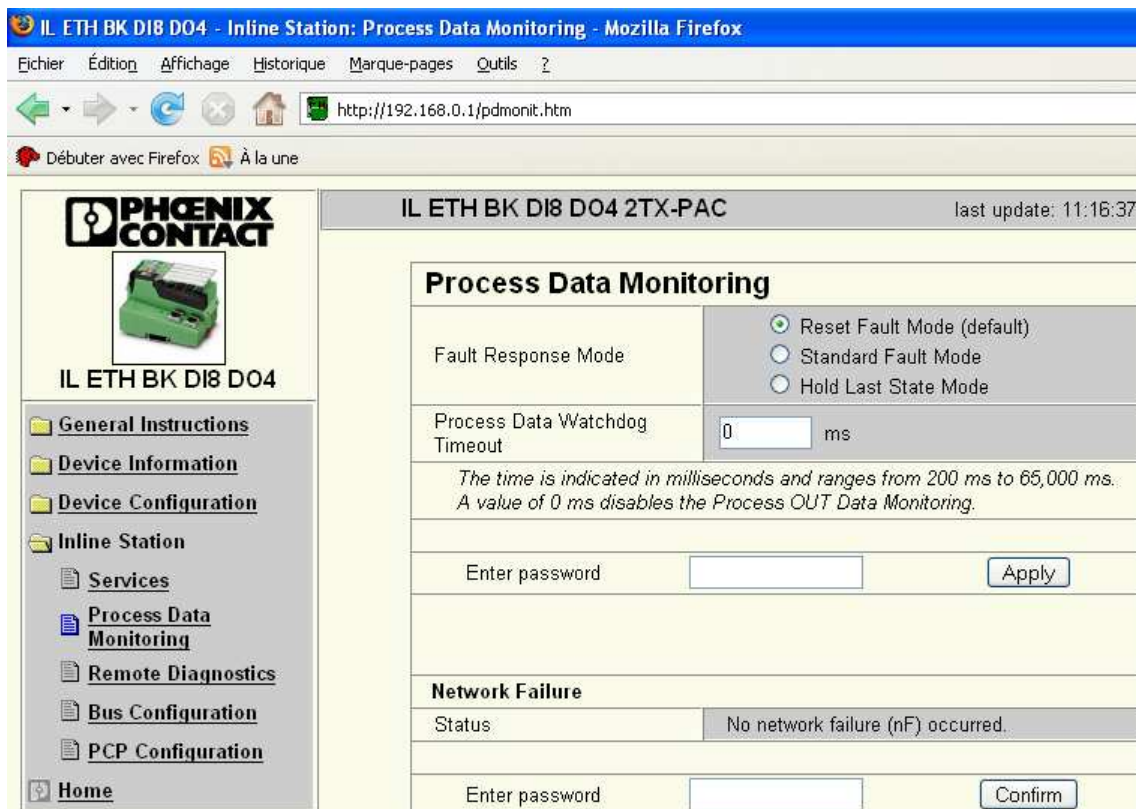 IL ETH BK DI8 DO4 - Inline Station: Process Data Monitoring - Mozilla Firefox
Fichier Édition Affichage Historique Marque-pages Outils ?
http://192.168.0.1/pdmonit.htm
Débuter avec Firefox À la une
PHŒNIX
CONTACT
IL ETH BK DI8 DO4
General Instructions
Device Information
Device Configuration
Inline Station
Services
Process Data
Monitoring
Remote Diagnostics
Bus Configuration
PCP Configuration
Home
IL ETH BK DI8 DO4 2TX-PAC last update: 11:16:37
Process Data Monitoring
Fault Response Mode
Reset Fault Mode (default)
Standard Fault Mode
Hold Last State Mode
Process Data Watchdog
Timeout
0 ms
The time is indicated in milliseconds and ranges from 200 ms to 65,000 ms.
A value of 0 ms disables the Process OUT Data Monitoring.
Enter password Apply
Network Failure
Status No network failure (nF) occurred.
Enter password Confirm